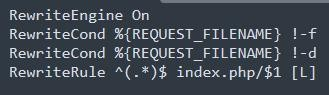 RewriteEngine On
RewriteCond %{REQUEST_FILENAME} !-f
RewriteCond %{REQUEST_FILENAME} !-d
RewriteRule ^(.*)$ index.php/$1 [L]